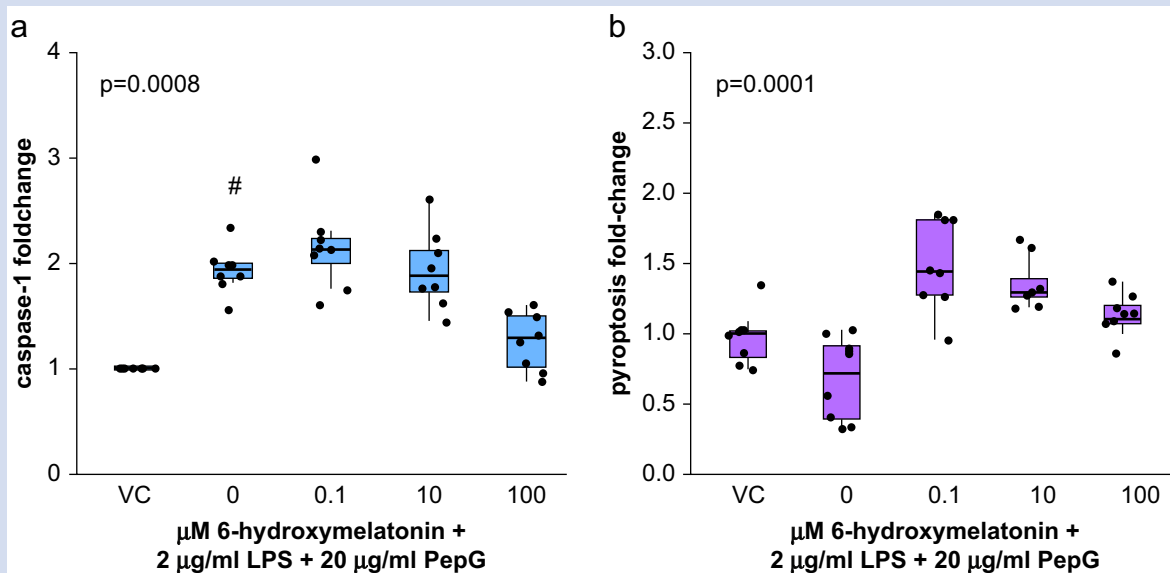 a
caspase-1 foldchange
4
3
2
1
0
p=0.0008
#
VC 0 0.1 10 100
µM 6-hydroxymelatonin +
2 µg/ml LPS + 20 µg/ml PepG
b
pyroptosis fold-change
3.0
2.5
2.0
1.5
1.0
0.5
0.0
p=0.0001
VC 0 0.1 10 100
µM 6-hydroxymelatonin +
2 µg/ml LPS + 20 µg/ml PepG